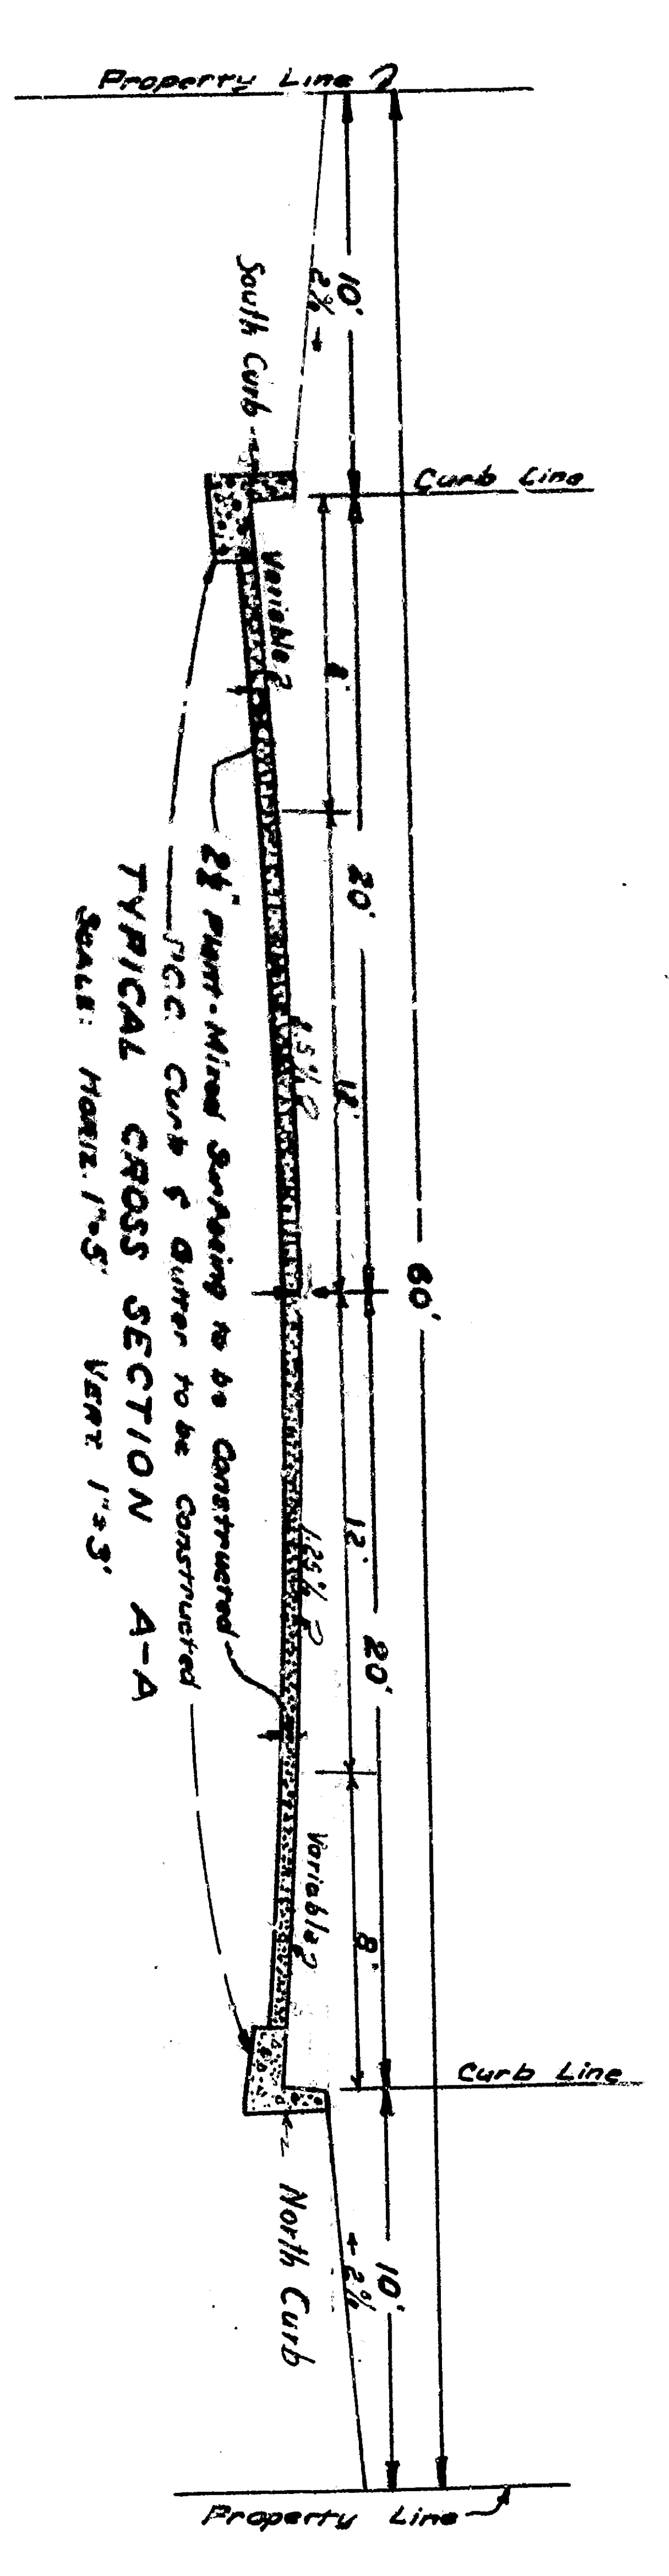 Property Line
60'
10'
2%
South Curb
Curb Line
Variable
8'
20'
1.5%
12'
12'
20'
1.25%
Variable
8'
Curb Line
10'
2%
North Curb
Property Line
2½" Plant-Mixed Surfacing to be Constructed
P.C.C. Curb & Gutter to be Constructed
TYPICAL CROSS SECTION A-A
SCALE: HORIZ. 1"=5' VERT. 1"=3'